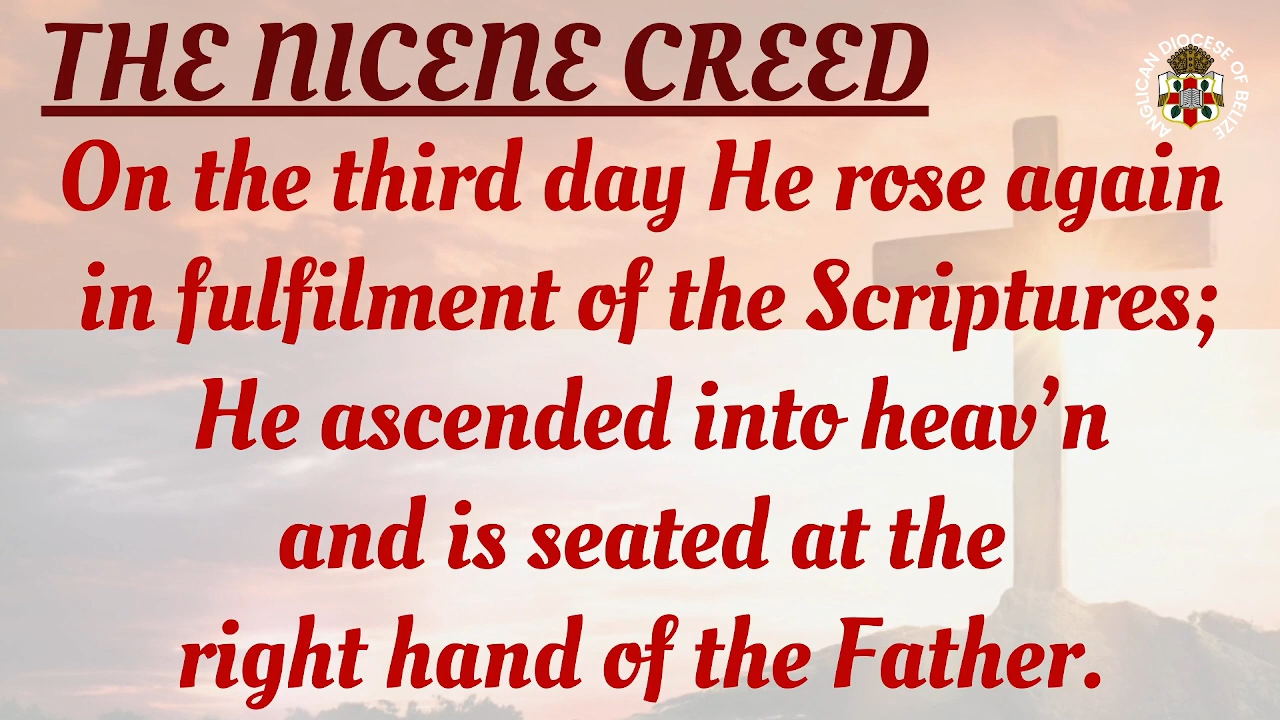 THE NICENE CREED
ANGLICAN DIOCESE OF BELIZE
On the third day He rose again
in fulfilment of the Scriptures;
He ascended into heav’n
and is seated at the
right hand of the Father.